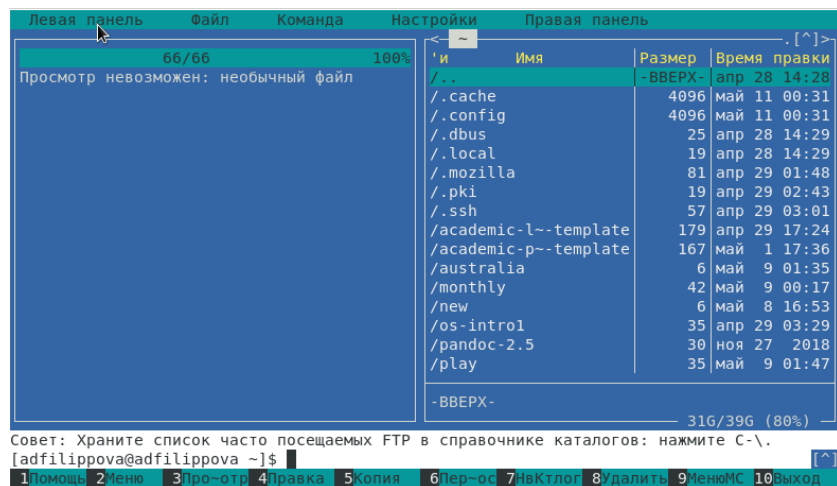 Левая панель Файл Команда Настройки Правая панель
66/66 100%
Просмотр невозможен: необычный файл
<- ~ .[^]>
'и Имя Размер Время правки
/.. -ВВЕРХ- апр 28 14:28
/.cache 4096 май 11 00:31
/.config 4096 май 11 00:31
/.dbus 25 апр 28 14:29
/.local 19 апр 28 14:29
/.mozilla 81 апр 29 01:48
/.pki 19 апр 29 02:43
/.ssh 57 апр 29 03:01
/academic-l~-template 179 апр 29 17:24
/academic-p~-template 167 май 1 17:36
/australia 6 май 9 01:35
/monthly 42 май 9 00:17
/new 6 май 8 16:53
/os-intro1 35 апр 29 03:29
/pandoc-2.5 30 ноя 27 2018
/play 35 май 9 01:47
-ВВЕРХ-
31G/39G (80%)
Совет: Храните список часто посещаемых FTP в справочнике каталогов: нажмите C-\.
[adfilippova@adfilippova ~]$ [^]
1Помощь 2Меню 3Про~отр 4Правка 5Копия 6Пер~ос 7НвКтлог 8Удалить 9МенюMC 10Выход